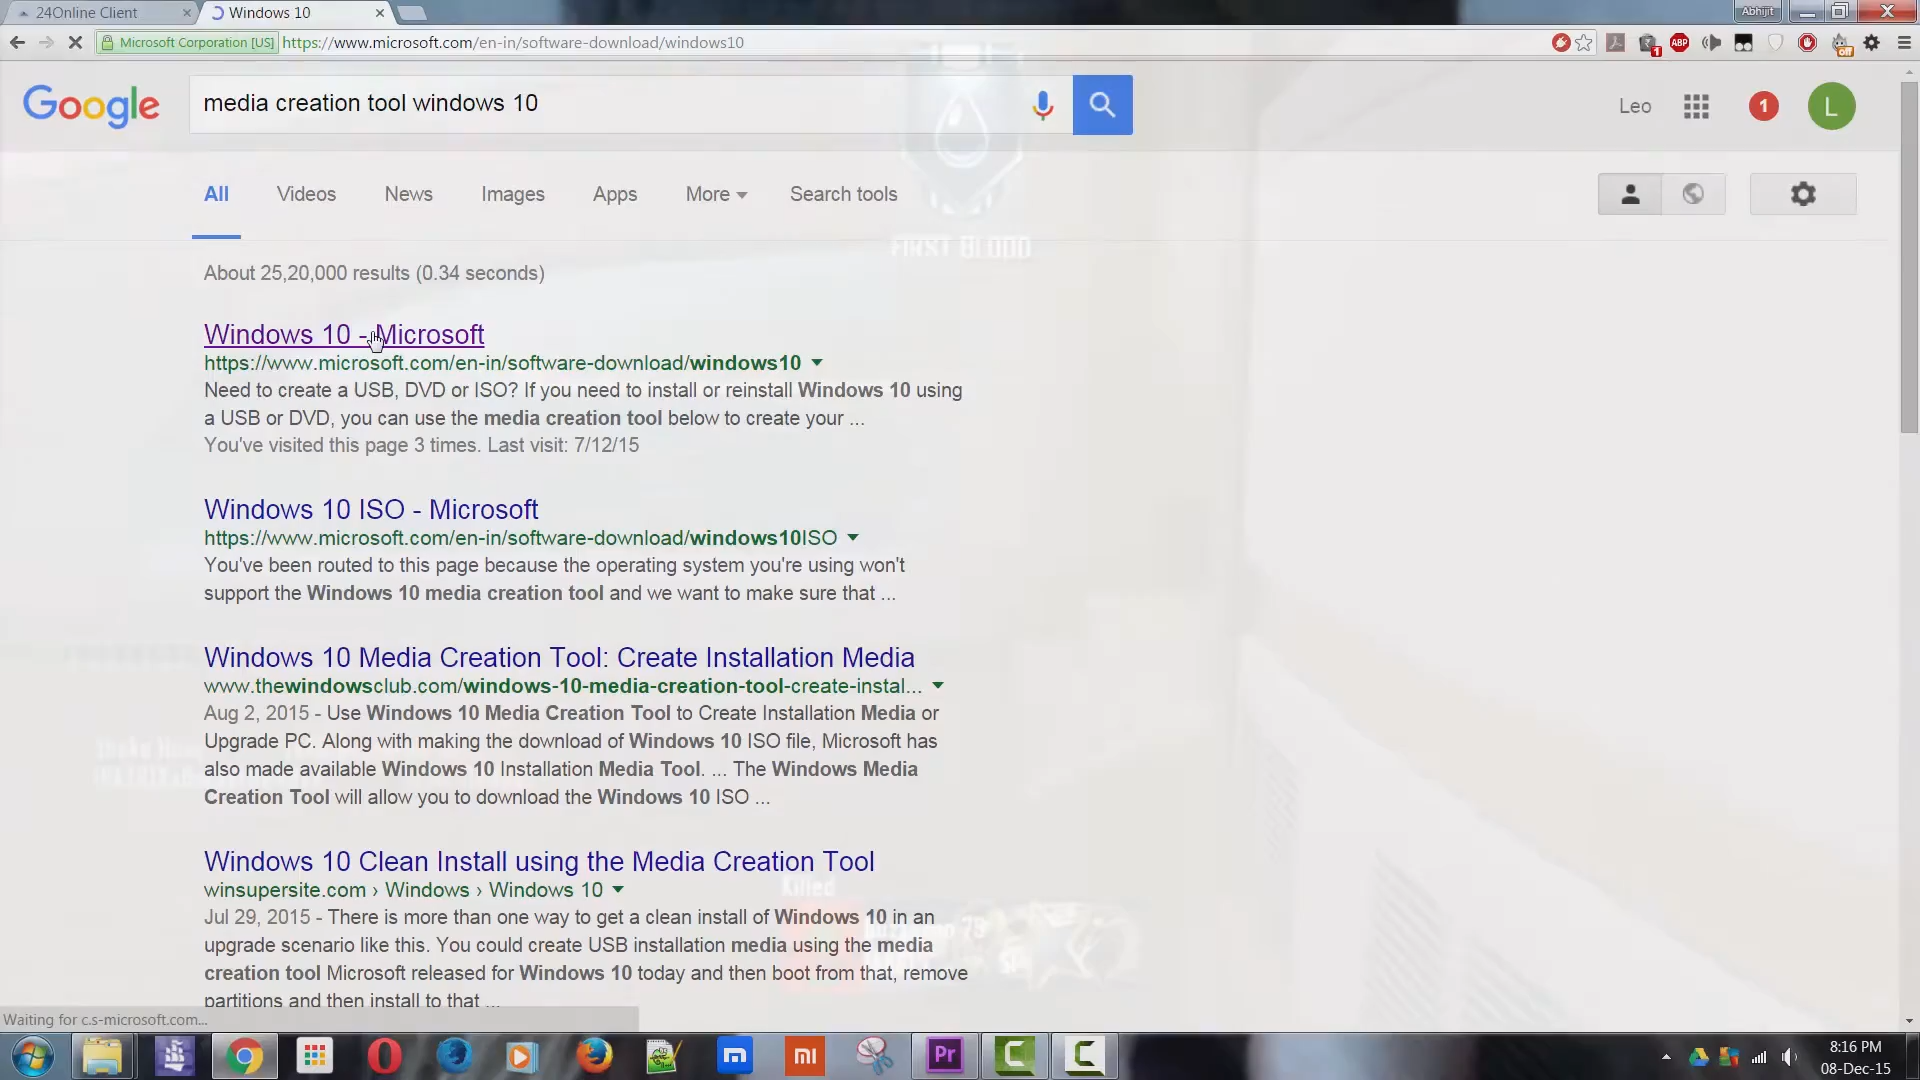 24Online Client
Windows 10
Abhijit
Microsoft Corporation [US] https://www.microsoft.com/en-in/software-download/windows10
1
ABP
off
Google
media creation tool windows 10
Leo
1
L
All Videos News Images Apps More Search tools
FIRST BLOOD
About 25,20,000 results (0.34 seconds)
Windows 10 - Microsoft
https://www.microsoft.com/en-in/software-download/windows10
Need to create a USB, DVD or ISO? If you need to install or reinstall Windows 10 using
a USB or DVD, you can use the media creation tool below to create your ...
You've visited this page 3 times. Last visit: 7/12/15
Windows 10 ISO - Microsoft
https://www.microsoft.com/en-in/software-download/windows10ISO
You've been routed to this page because the operating system you're using won't
support the Windows 10 media creation tool and we want to make sure that ...
Windows 10 Media Creation Tool: Create Installation Media
www.thewindowsclub.com/windows-10-media-creation-tool-create-instal...
Aug 2, 2015 - Use Windows 10 Media Creation Tool to Create Installation Media or
Upgrade PC. Along with making the download of Windows 10 ISO file, Microsoft has
also made available Windows 10 Installation Media Tool. ... The Windows Media
Creation Tool will allow you to download the Windows 10 ISO ...
Windows 10 Clean Install using the Media Creation Tool
winsupersite.com › Windows › Windows 10
Killed
Jul 29, 2015 - There is more than one way to get a clean install of Windows 10 in an
upgrade scenario like this. You could create USB installation media using the media
creation tool Microsoft released for Windows 10 today and then boot from that, remove
partitions and then install to that ...
Waiting for c.s-microsoft.com...
m
mi
Pr
C
C
8:16 PM
08-Dec-15